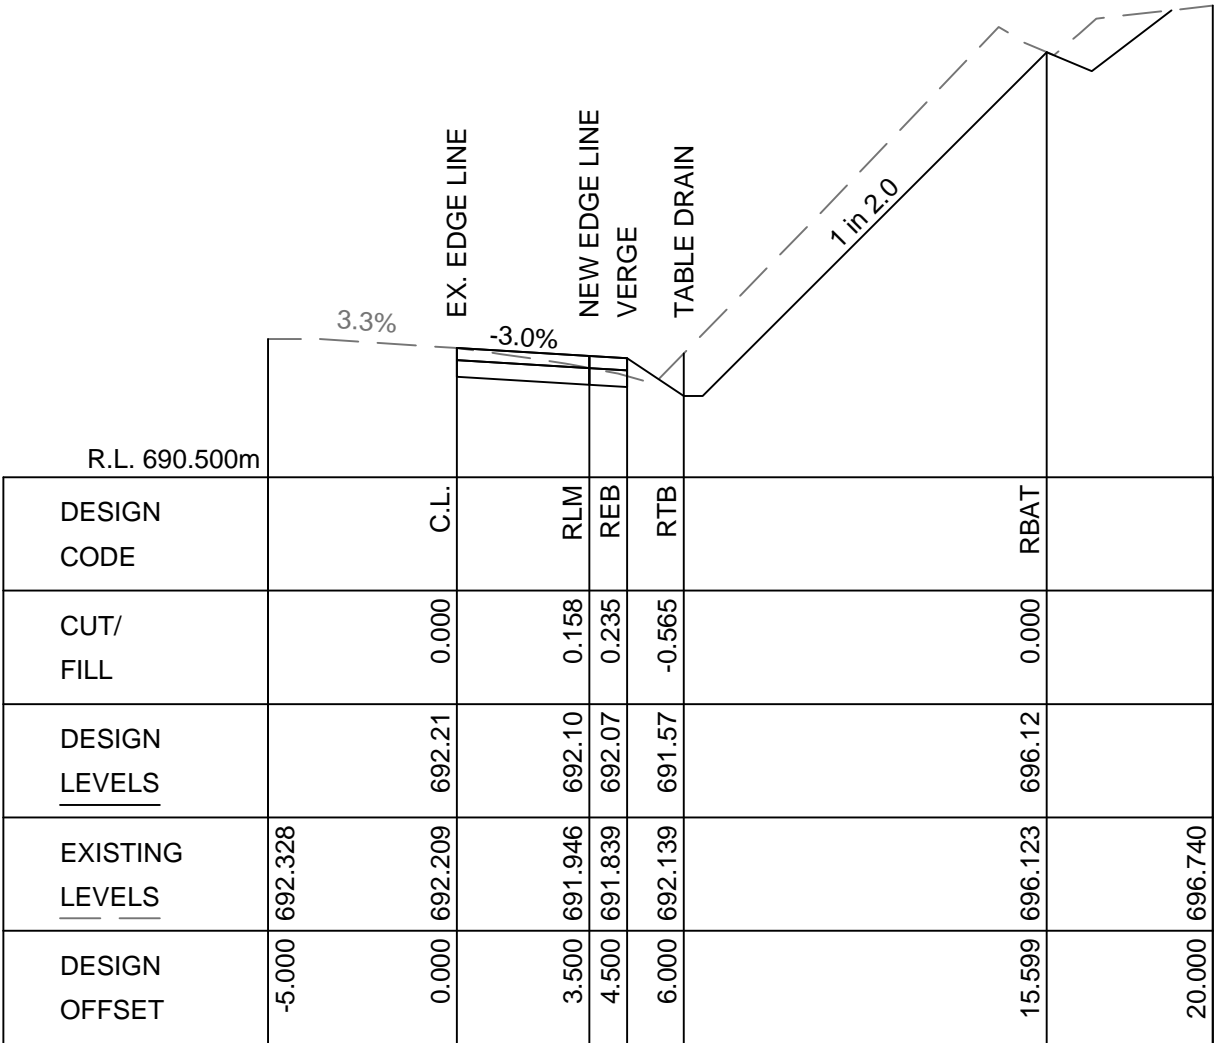 EX. EDGE LINE
NEW EDGE LINE
VERGE
TABLE DRAIN
1 in 2.0
3.3%
-3.0%
R.L. 690.500m
DESIGN
CODE
C.L.
RLM
REB
RTB
RBAT
CUT/
FILL
0.000
0.158
0.235
-0.565
0.000
DESIGN
LEVELS
692.21
692.10
692.07
691.57
696.12
EXISTING
LEVELS
692.328
692.209
691.946
691.839
692.139
696.123
696.740
DESIGN
OFFSET
-5.000
0.000
3.500
4.500
6.000
15.599
20.000